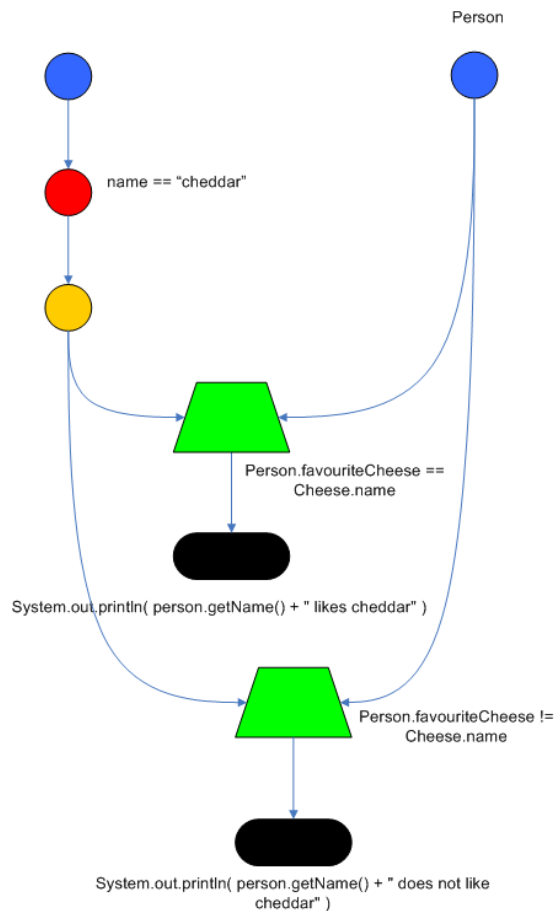 Person
name == “cheddar”
Person.favouriteCheese ==
Cheese.name
System.out.println( person.getName() + " likes cheddar" )
Person.favouriteCheese !=
Cheese.name
System.out.println( person.getName() + " does not like
cheddar" )